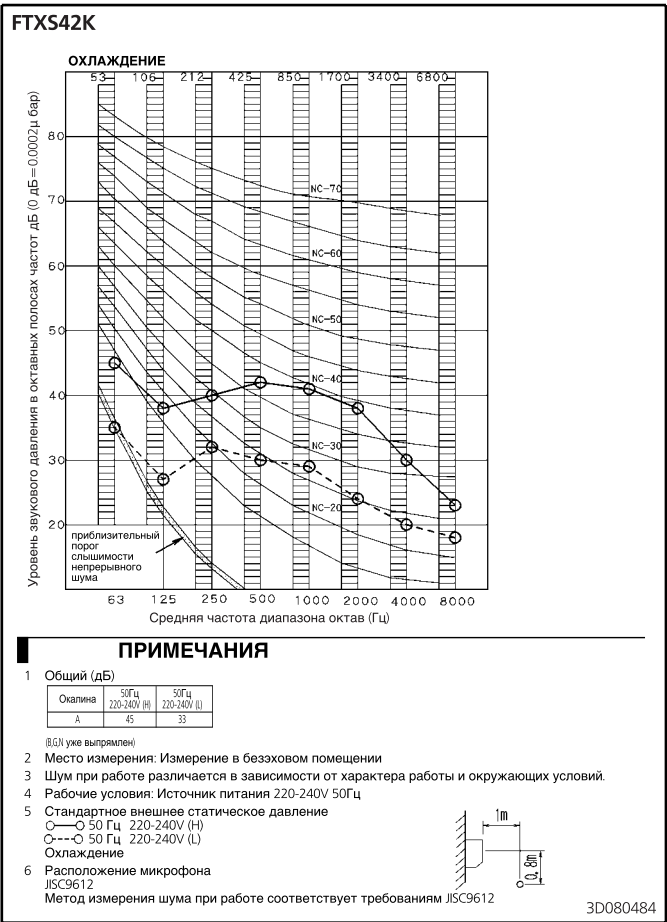 FTXS42K
ОХЛАЖДЕНИЕ
53 106 212 425 850 1700 3400 6800
Уровень звукового давления в октавных полосах частот дБ (0 дБ=0.0002µ бар)
80
70
60
50
40
30
20
NC-70
NC-60
NC-50
NC-40
NC-30
NC-20
приблизительный
порог
слышимости
непрерывного
шума
63 125 250 500 1000 2000 4000 8000
Средняя частота диапазона октав (Гц)
ПРИМЕЧАНИЯ
1 Общий (дБ)
Окалина 50Гц 220-240V (H) 50Гц 220-240V (L)
A 45 33
(B,G,N уже выпрямлен)
2 Место измерения: Измерение в безэховом помещении
3 Шум при работе различается в зависимости от характера работы и окружающих условий.
4 Рабочие условия: Источник питания 220-240V 50Гц
5 Стандартное внешнее статическое давление
50 Гц 220-240V (H)
50 Гц 220-240V (L)
Охлаждение
6 Расположение микрофона
JISC9612
Метод измерения шума при работе соответствует требованиям JISC9612
1m
0.8m
3D080484